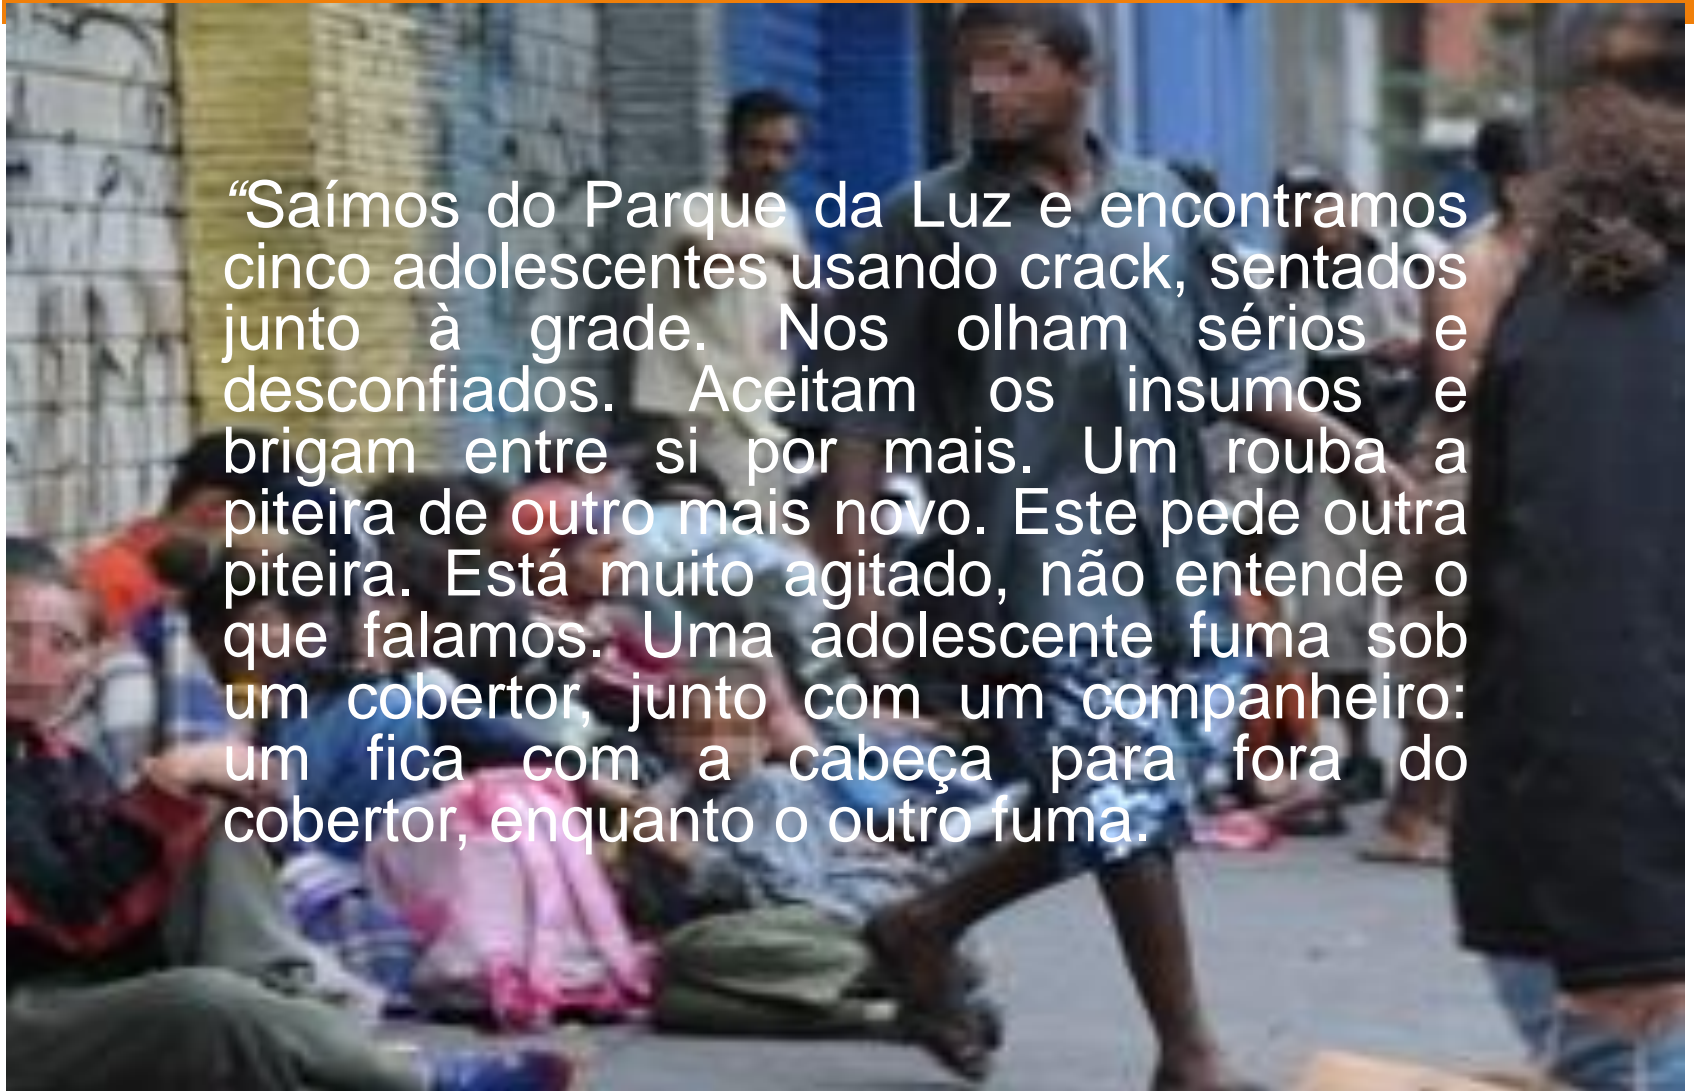 “Saímos do Parque da Luz e encontramos
cinco adolescentes usando crack, sentados
junto à grade. Nos olham sérios e
desconfiados. Aceitam os insumos e
brigam entre si por mais. Um rouba a
piteira de outro mais novo. Este pede outra
piteira. Está muito agitado, não entende o
que falamos. Uma adolescente fuma sob
um cobertor, junto com um companheiro:
um fica com a cabeça para fora do
cobertor, enquanto o outro fuma.